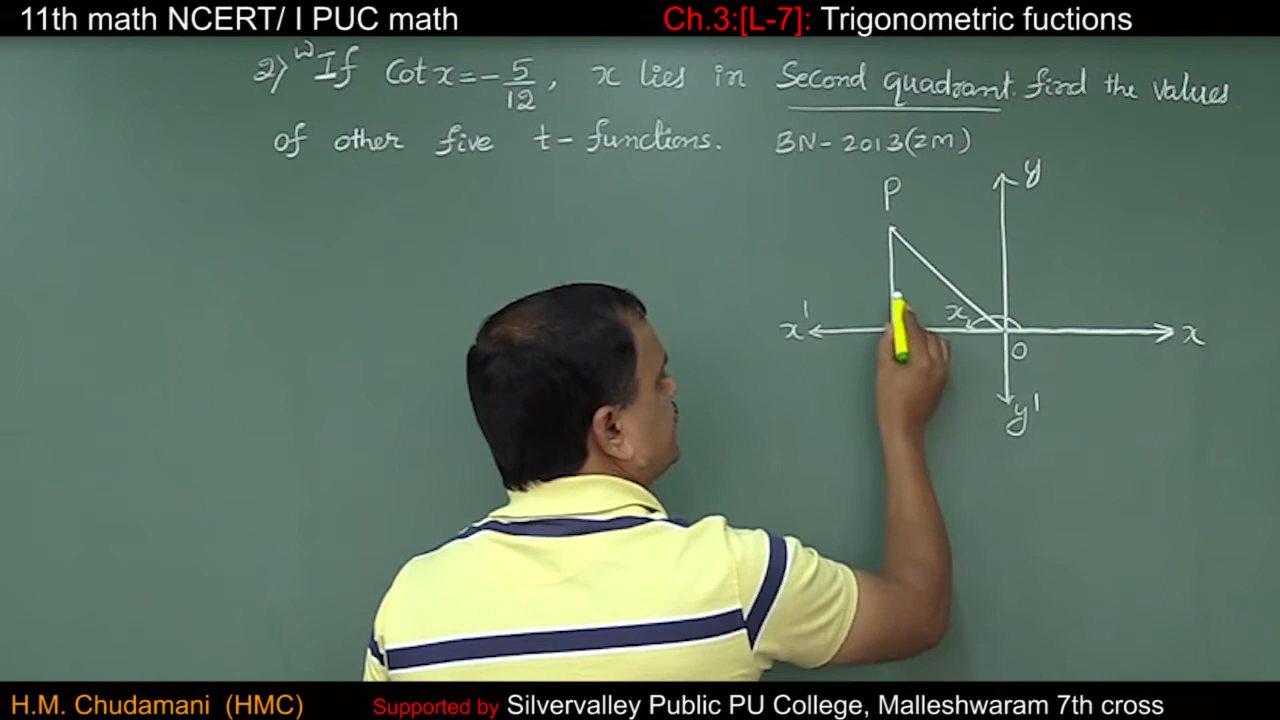 11th math NCERT/ I PUC math
Ch.3:[L-7]: Trigonometric fuctions
2) W If Cot x = - 5/12, x lies in Second quadrant. find the values
of other five t- functions. BN - 2013 (2M)
y
P
x
x'
x
O
y'
H.M. Chudamani (HMC)
Supported by Silvervalley Public PU College, Malleshwaram 7th cross